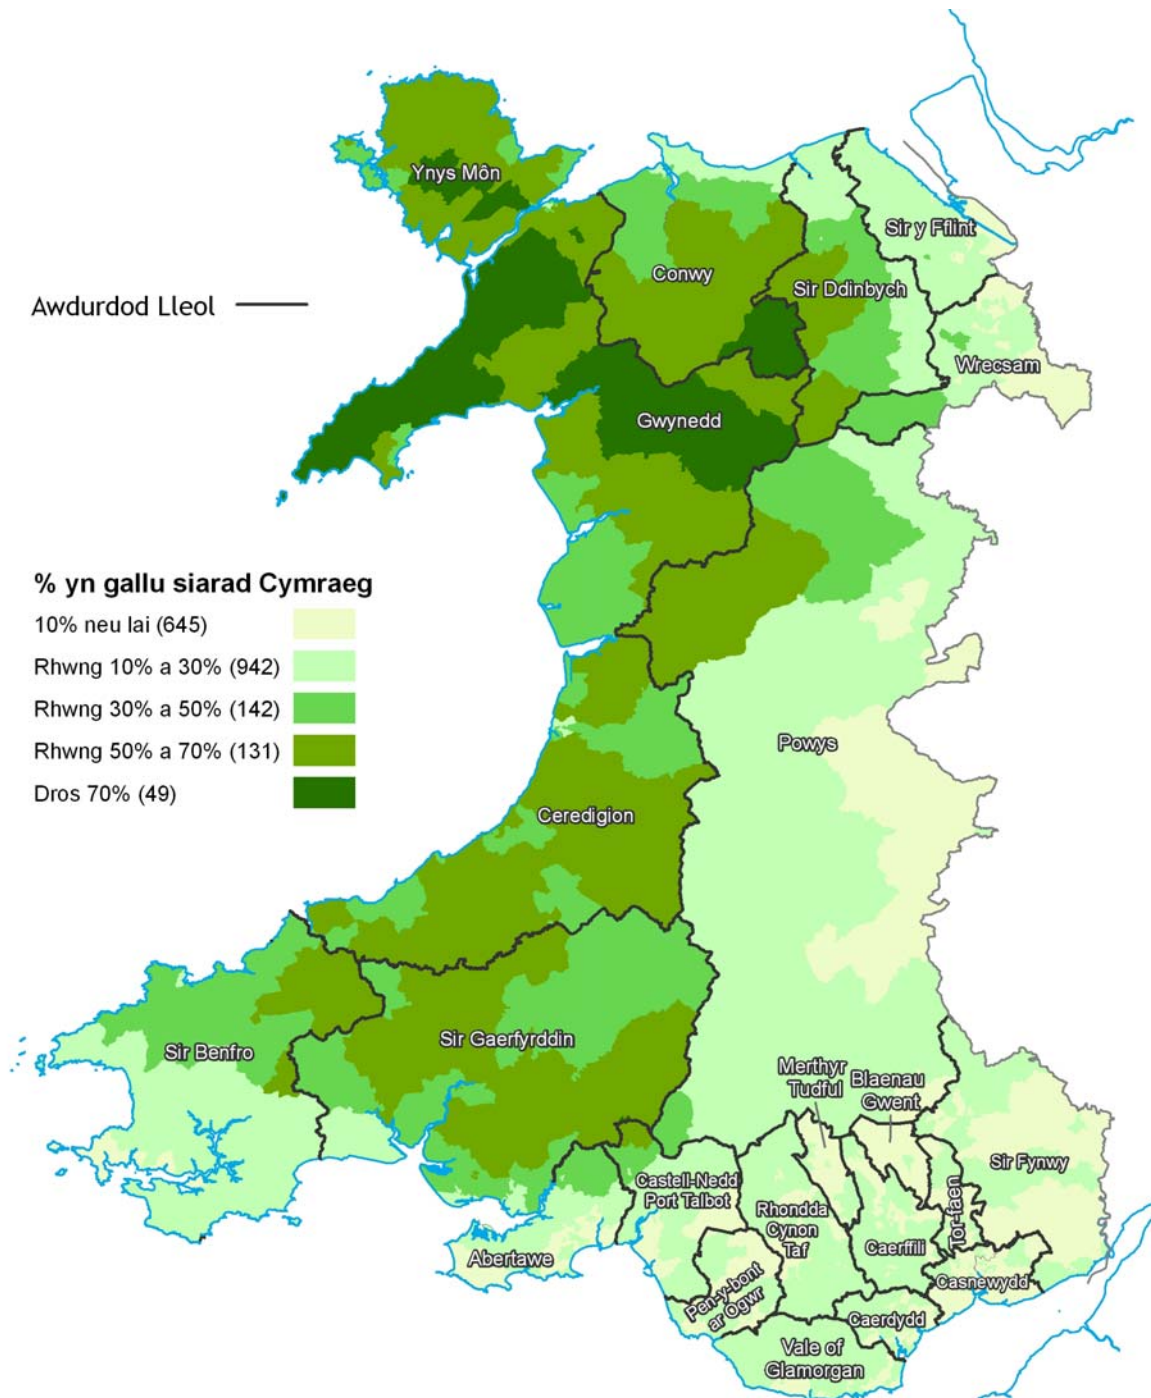 Ynys Môn
Sir y Fflint
Conwy
Sir Ddinbych
Awdurdod Lleol
Wrecsam
Gwynedd
% yn gallu siarad Cymraeg
10% neu lai (645)
Rhwng 10% a 30% (942)
Rhwng 30% a 50% (142)
Rhwng 50% a 70% (131)
Dros 70% (49)
Powys
Ceredigion
Sir Gaerfyrddin
Sir Benfro
Merthyr
Tudful
Blaenau
Gwent
Sir Fynwy
Castell-Nedd
Port Talbot
Rhondda
Cynon
Taf
Tor-faen
Caerffili
Abertawe
Casnewydd
Pen-y-bont
ar Ogwr
Caerdydd
Vale of
Glamorgan